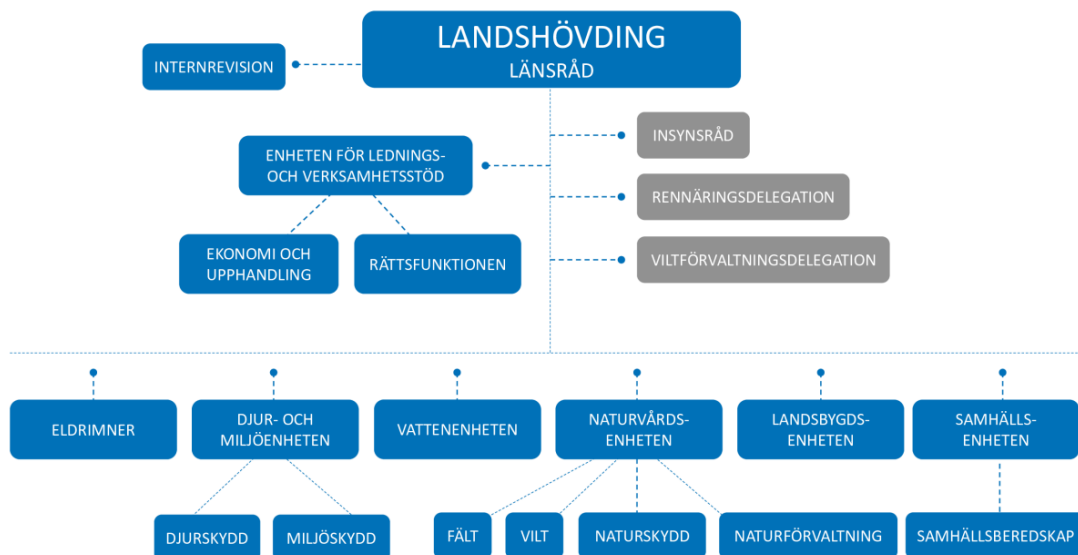 LANDSHÖVDING
LÄNSRÅD
INTERNREVISION
INSYNSRÅD
ENHETEN FÖR LEDNINGS-
OCH VERKSAMHETSSTÖD
RENNÄRINGSDELEGATION
EKONOMI OCH
UPPHANDLING
RÄTTSFUNKTIONEN
VILTFÖRVALTNINGSDELEGATION
ELDRIMNER
DJUR- OCH
MILJÖENHETEN
VATTENENHETEN
NATURVÅRDS-
ENHETEN
LANDSBYGDS-
ENHETEN
SAMHÄLLS-
ENHETEN
DJURSKYDD
MILJÖSKYDD
FÄLT
VILT
NATURSKYDD
NATURFÖRVALTNING
SAMHÄLLSBEREDSKAP